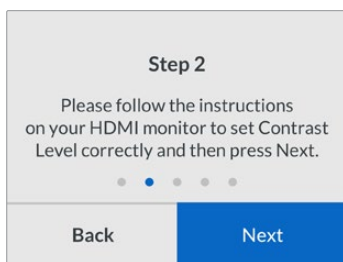 Step 2
Please follow the instructions
on your HDMI monitor to set Contrast
Level correctly and then press Next.
Back
Next